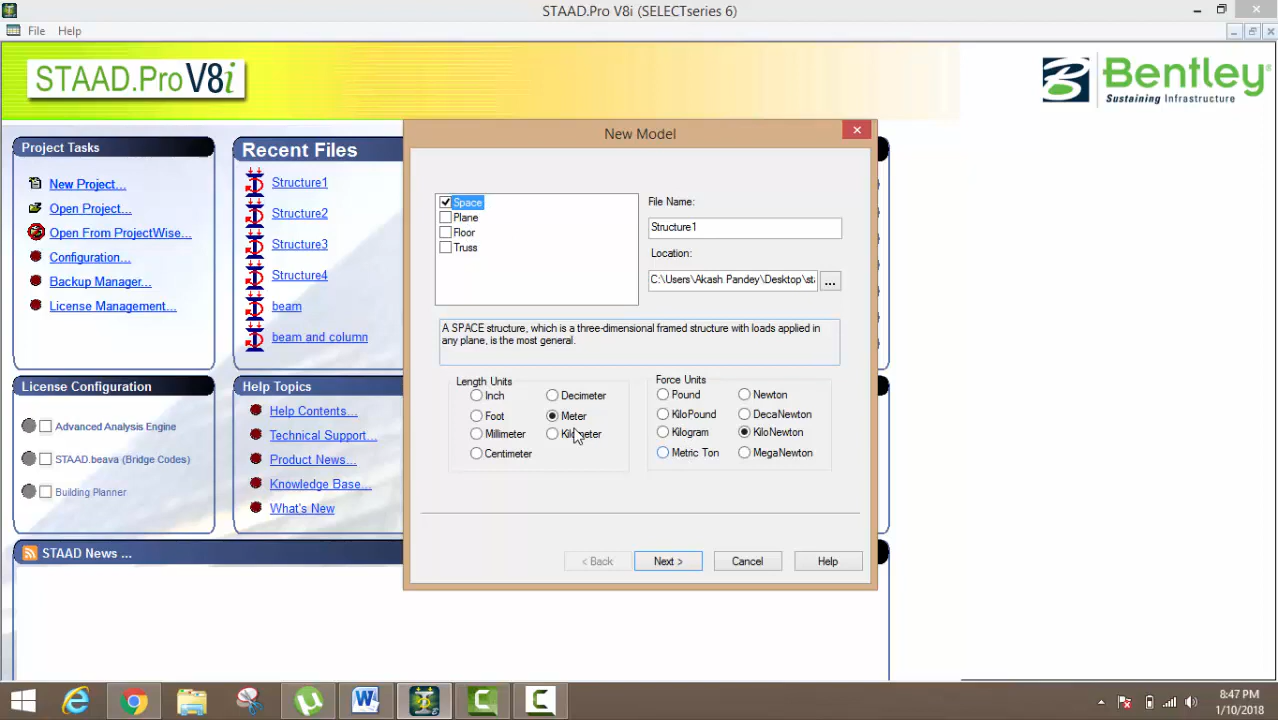 STAAD.Pro V8i (SELECTseries 6)
File Help
STAAD.Pro V8i
Bentley®
Sustaining Infrastructure
Project Tasks
New Project...
Open Project...
Open From ProjectWise...
Configuration...
Backup Manager...
License Management...
Recent Files
Structure1
Structure2
Structure3
Structure4
beam
beam and column
License Configuration
Advanced Analysis Engine
STAAD.beava (Bridge Codes)
Building Planner
Help Topics
Help Contents...
Technical Support...
Product News...
Knowledge Base...
What's New
STAAD News ...
New Model
Space
Plane
Floor
Truss
File Name:
Structure1
Location:
C:\Users\Akash Pandey\Desktop\sta
...
A SPACE structure, which is a three-dimensional framed structure with loads applied in
any plane, is the most general.
Length Units
Inch Decimeter
Foot Meter
Millimeter Kilometer
Centimeter
Force Units
Pound Newton
KiloPound DecaNewton
Kilogram KiloNewton
Metric Ton MegaNewton
< Back Next > Cancel Help
8:47 PM
1/10/2018